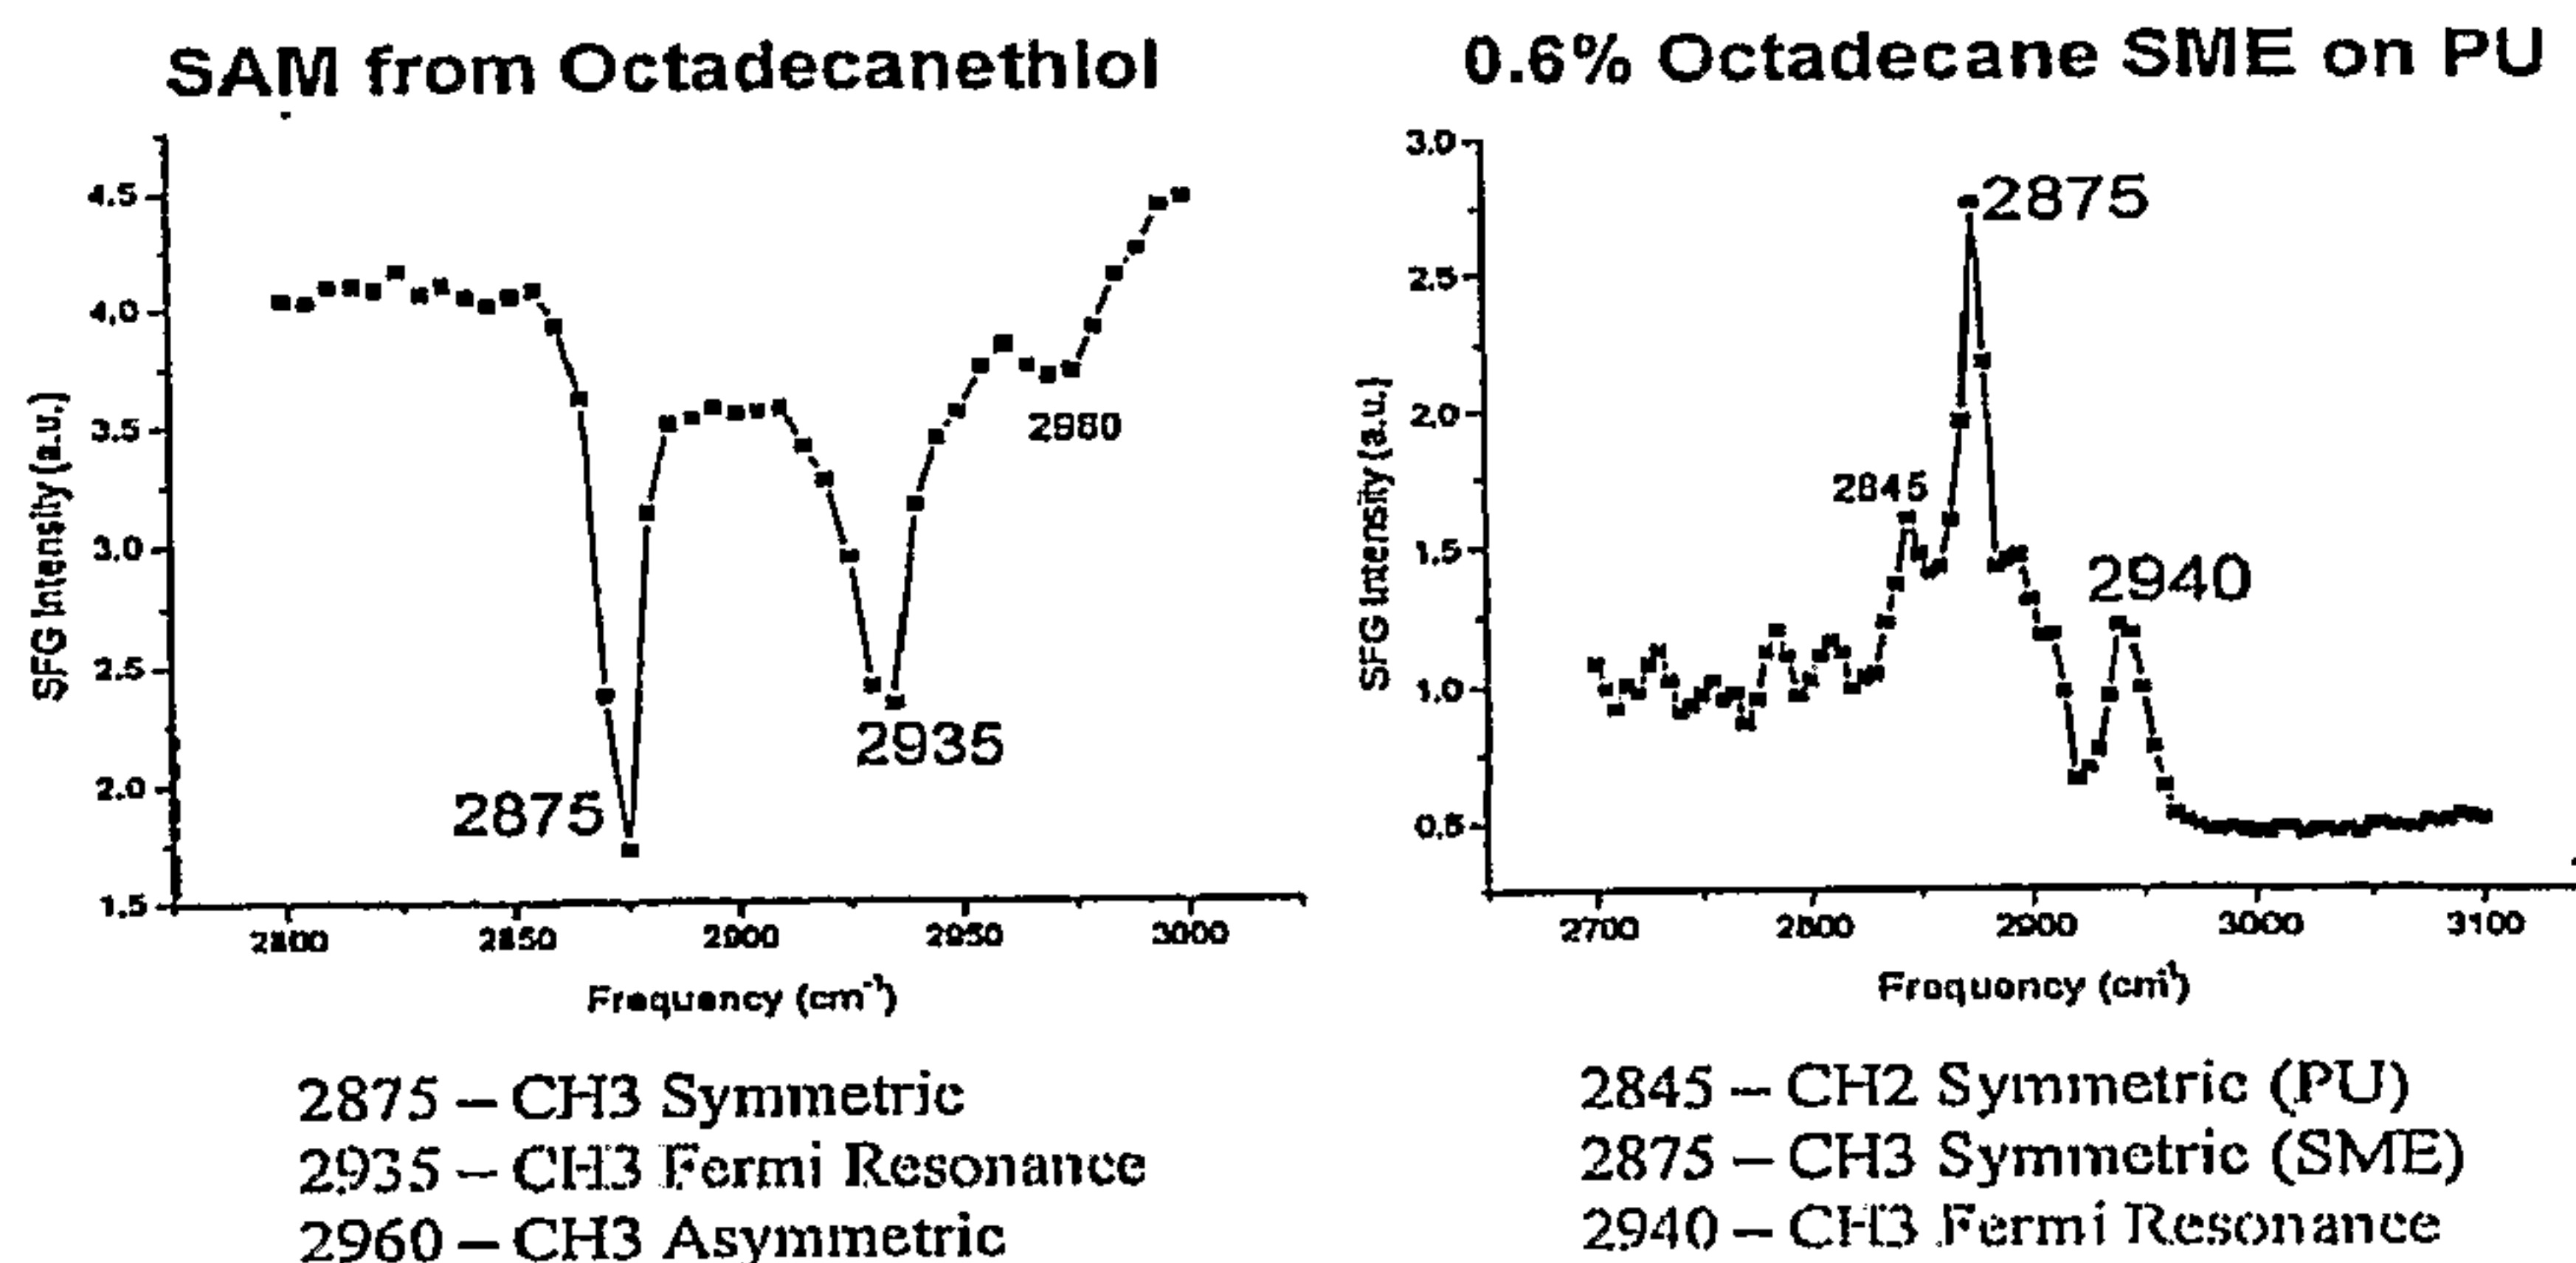 SAM from Octadecanethiol
4.5
4.0
3.5
3.0
2.5
2.0
1.5
SFG Intensity (a.u.)
2875
2935
2960
2800 2850 2900 2950 3000
Frequency (cm⁻¹)
2875 – CH3 Symmetric
2935 – CH3 Fermi Resonance
2960 – CH3 Asymmetric
0.6% Octadecane SME on PU
3.0
2.5
2.0
1.5
1.0
0.5
SFG Intensity (a.u.)
2845
2875
2940
2700 2800 2900 3000 3100
Frequency (cm⁻¹)
2845 – CH2 Symmetric (PU)
2875 – CH3 Symmetric (SME)
2940 – CH3 Fermi Resonance